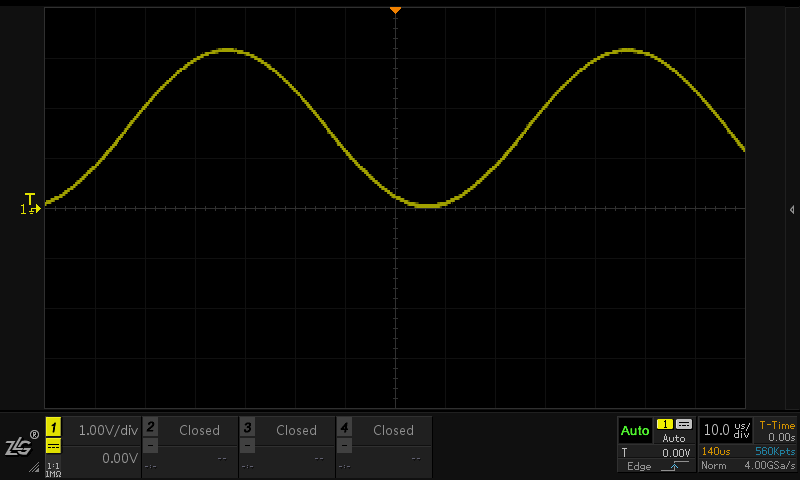 T
1
1
1.00V/div
0.00V
1:1
1MΩ
2
Closed
-:-
--
3
Closed
-:-
--
4
Closed
-:-
--
ZLG®
Auto
1
Auto
T 0.00V
Edge
10.0 us/div
T-Time
0.00s
140us 560Kpts
Norm 4.00GSa/s